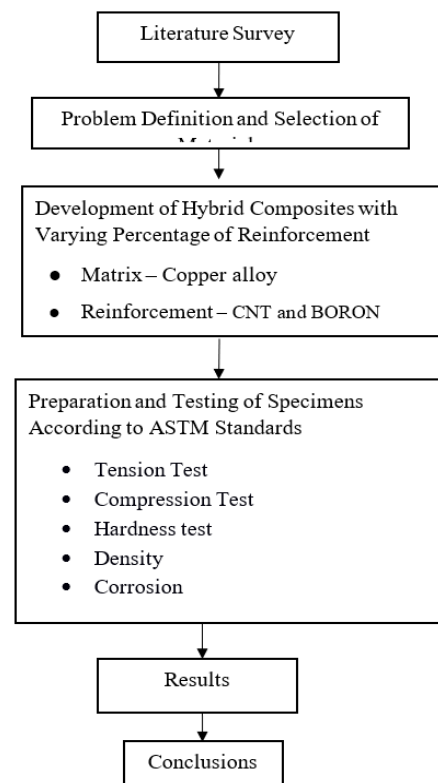 Literature Survey
Problem Definition and Selection of
Development of Hybrid Composites with
Varying Percentage of Reinforcement
● Matrix – Copper alloy
● Reinforcement – CNT and BORON
Preparation and Testing of Specimens
According to ASTM Standards
• Tension Test
• Compression Test
• Hardness test
• Density
• Corrosion
Results
Conclusions